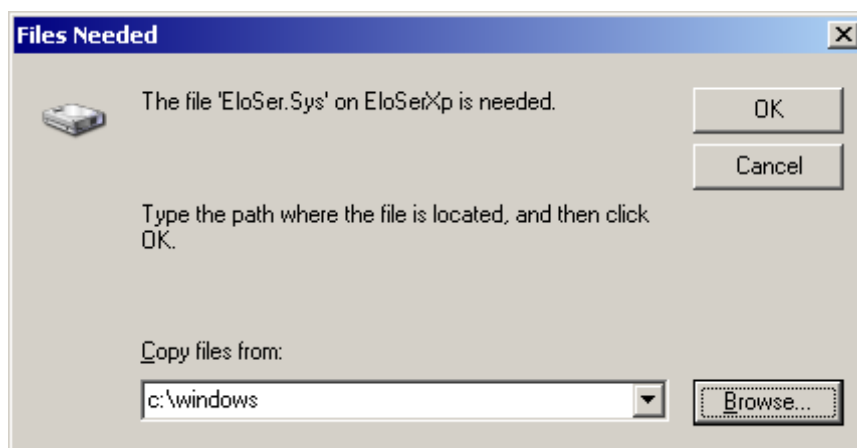 Files Needed
The file 'EloSer.Sys' on EloSerXp is needed.
OK
Cancel
Type the path where the file is located, and then click
OK.
Copy files from:
c:\windows
Browse...